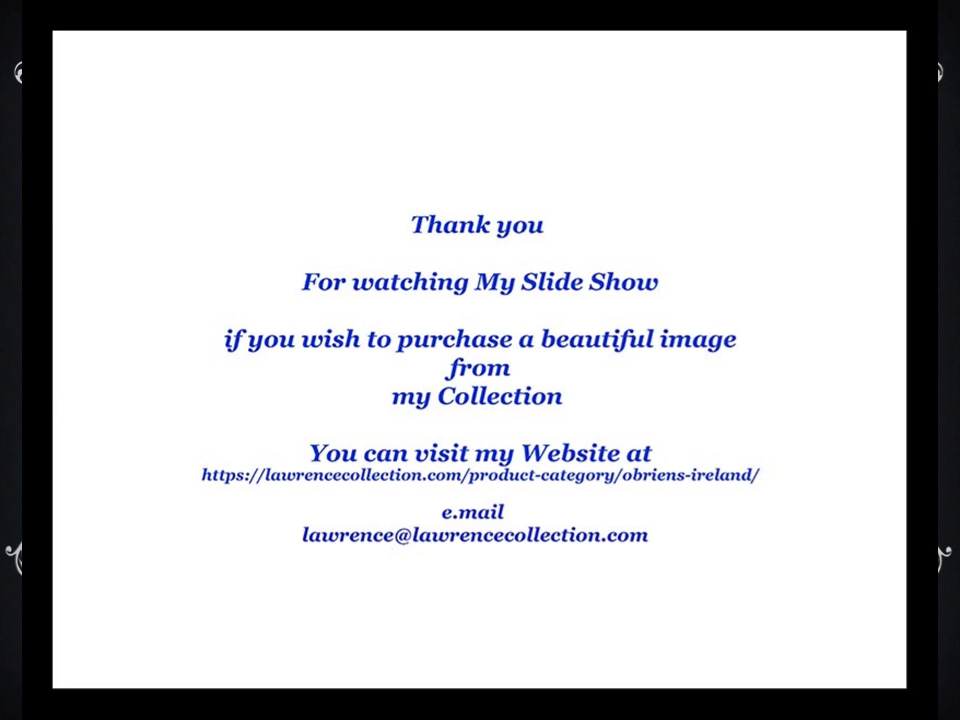 Thank you
For watching My Slide Show
if you wish to purchase a beautiful image
from
my Collection
You can visit my Website at
https://lawrencecollection.com/product-category/obriens-ireland/
e.mail
lawrence@lawrencecollection.com